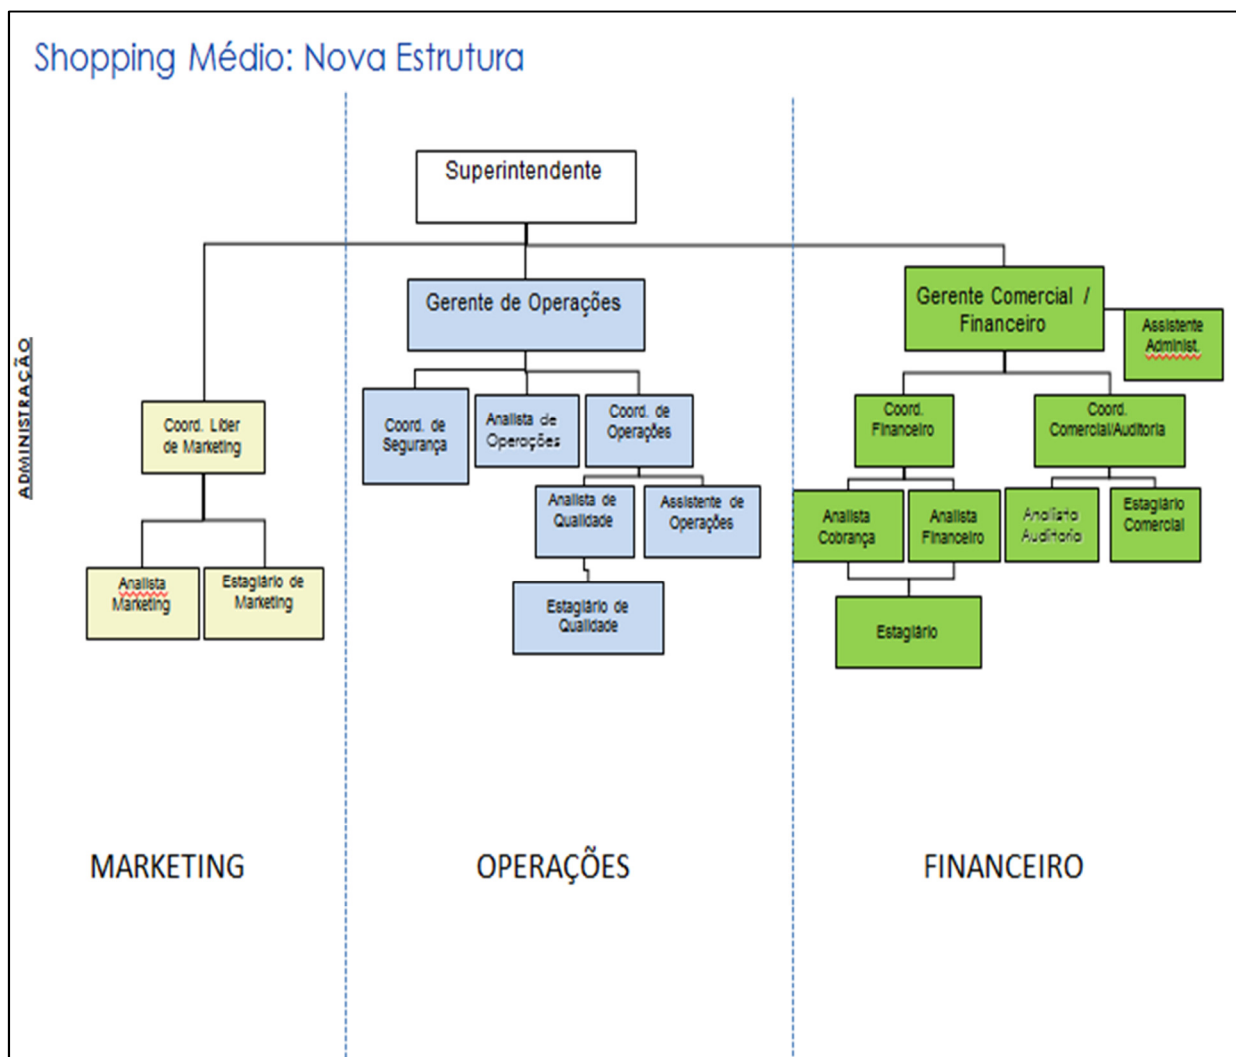 Shopping Médio: Nova Estrutura
Superintendente
Gerente de Operações
Gerente Comercial /
Financeiro
Assistente
Administ.
ADMINISTRAÇÃO
Coord. Líder
de Marketing
Coord. de
Segurança
Analista de
Operações
Coord. de
Operações
Coord.
Financeiro
Coord.
Comercial/Auditoria
Analista de
Qualidade
Assistente de
Operações
Analista
Cobrança
Analista
Financeiro
Analista
Auditoria
Estagiário
Comercial
Analista
Marketing
Estagiário de
Marketing
Estagiário de
Qualidade
Estagiário
MARKETING
OPERAÇÕES
FINANCEIRO